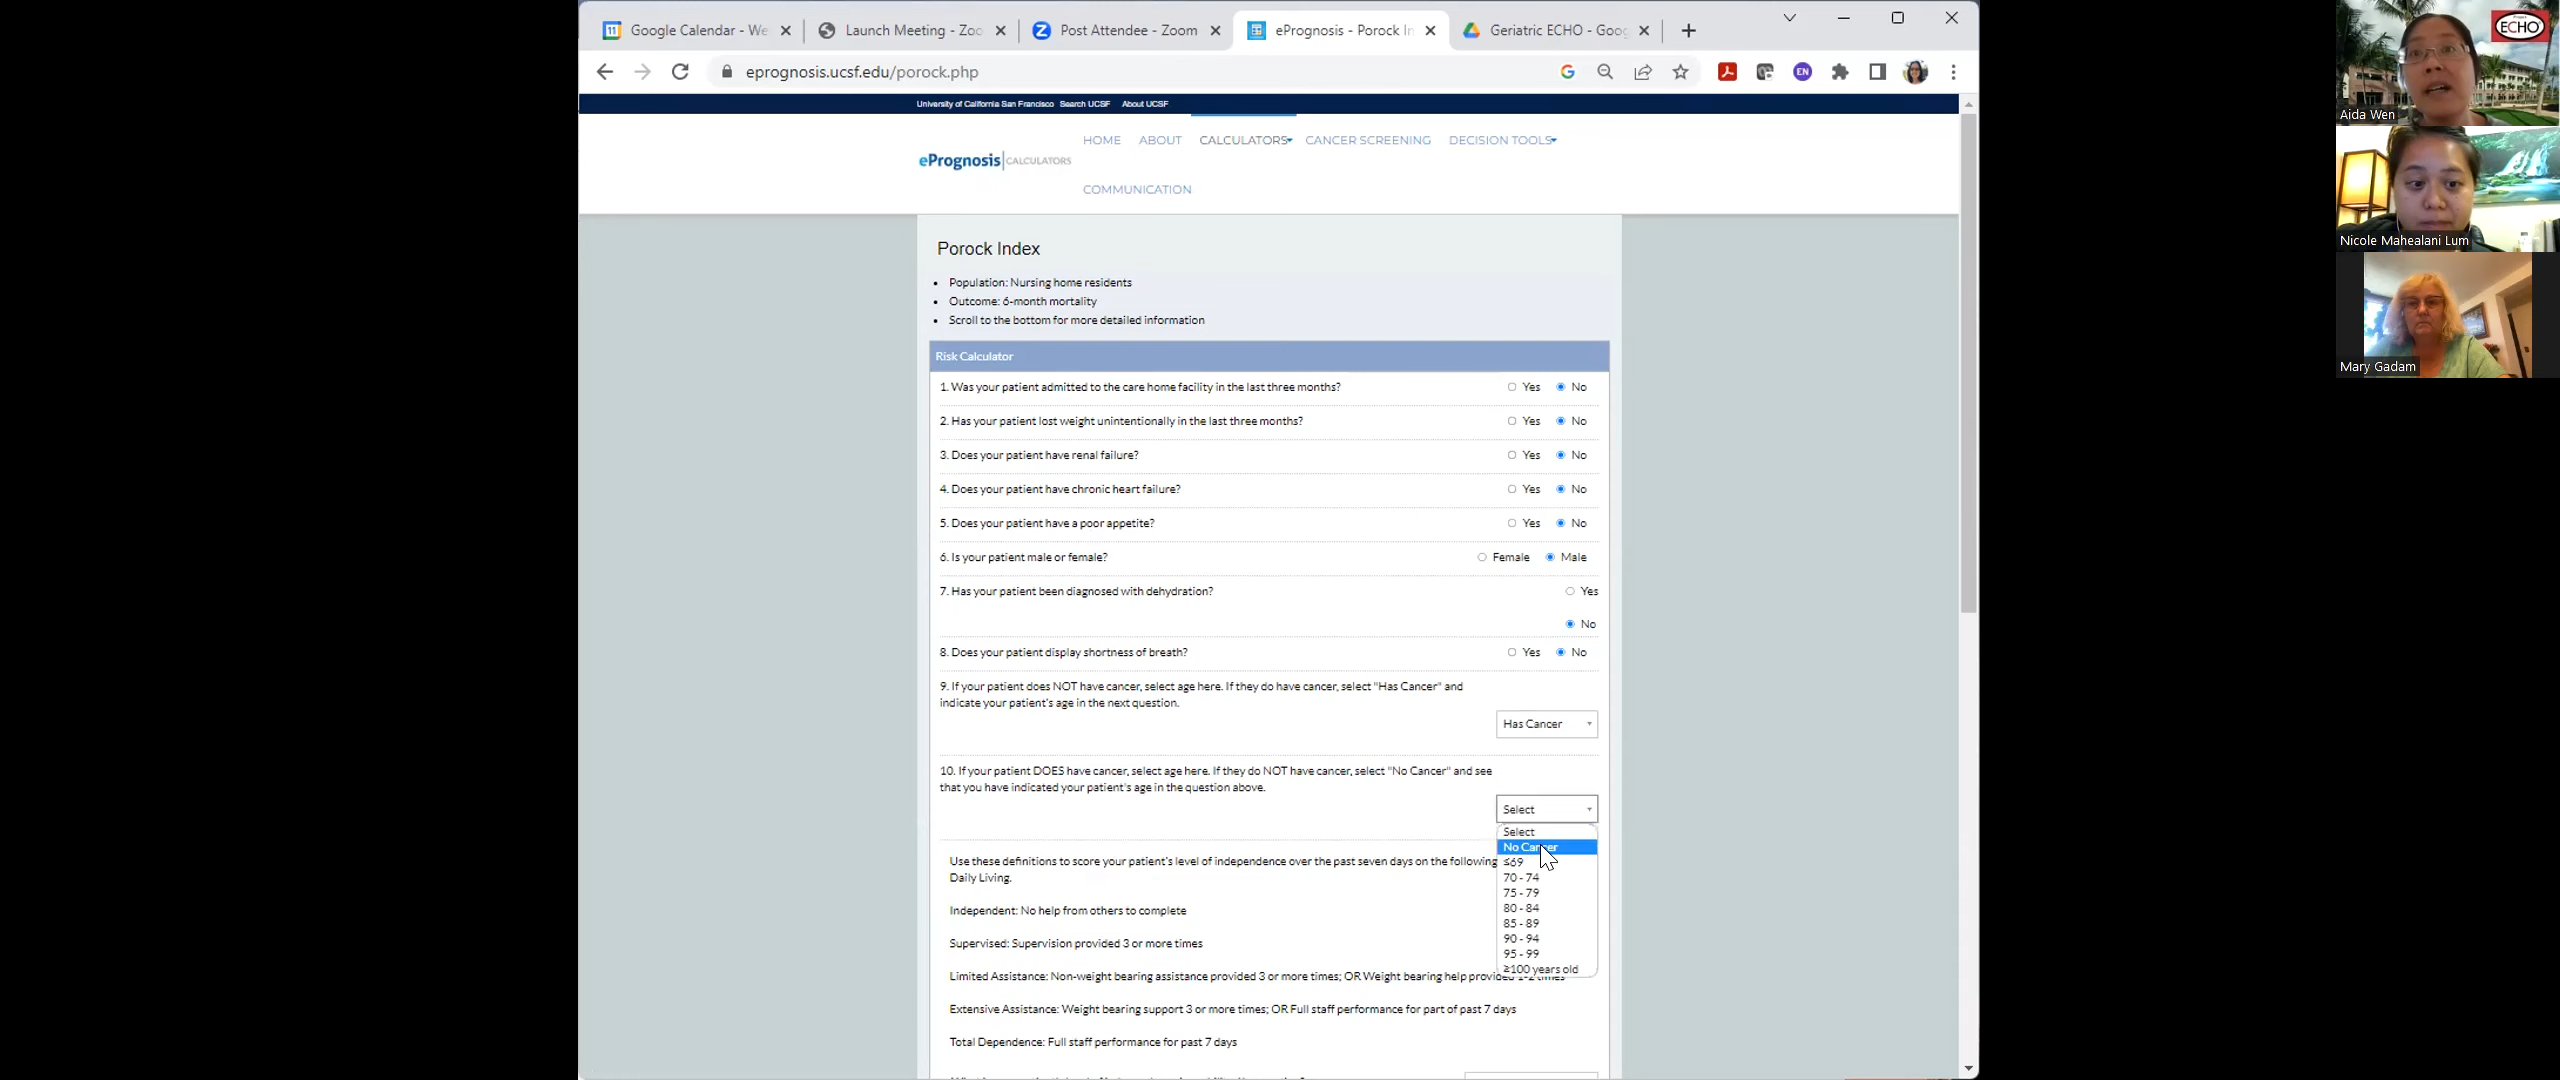 Google Calendar - We
Launch Meeting - Zoo
Post Attendee - Zoom
ePrognosis - Porock In
Geriatric ECHO - Goog
eprognosis.ucsf.edu/porock.php
EN
University of California San Francisco Search UCSF About UCSF
HOME ABOUT CALCULATORS CANCER SCREENING DECISION TOOLS
ePrognosis CALCULATORS
COMMUNICATION
Porock Index
• Population: Nursing home residents
• Outcome: 6-month mortality
• Scroll to the bottom for more detailed information
Risk Calculator
1. Was your patient admitted to the care home facility in the last three months? Yes No
2. Has your patient lost weight unintentionally in the last three months? Yes No
3. Does your patient have renal failure? Yes No
4. Does your patient have chronic heart failure? Yes No
5. Does your patient have a poor appetite? Yes No
6. Is your patient male or female? Female Male
7. Has your patient been diagnosed with dehydration? Yes
No
8. Does your patient display shortness of breath? Yes No
9. If your patient does NOT have cancer, select age here. If they do have cancer, select "Has Cancer" and
indicate your patient's age in the next question.
Has Cancer
10. If your patient DOES have cancer, select age here. If they do NOT have cancer, select "No Cancer" and see
that you have indicated your patient's age in the question above.
Select
Select
No Cancer
≤69
70 - 74
75 - 79
80 - 84
85 - 89
90 - 94
95 - 99
≥100 years old
Use these definitions to score your patient's level of independence over the past seven days on the following
Daily Living.
Independent: No help from others to complete
Supervised: Supervision provided 3 or more times
Limited Assistance: Non-weight bearing assistance provided 3 or more times; OR Weight bearing help provided 1-2 times
Extensive Assistance: Weight bearing support 3 or more times; OR Full staff performance for part of past 7 days
Total Dependence: Full staff performance for past 7 days
ECHO
Aida Wen
Nicole Mahealani Lum
Mary Gadam